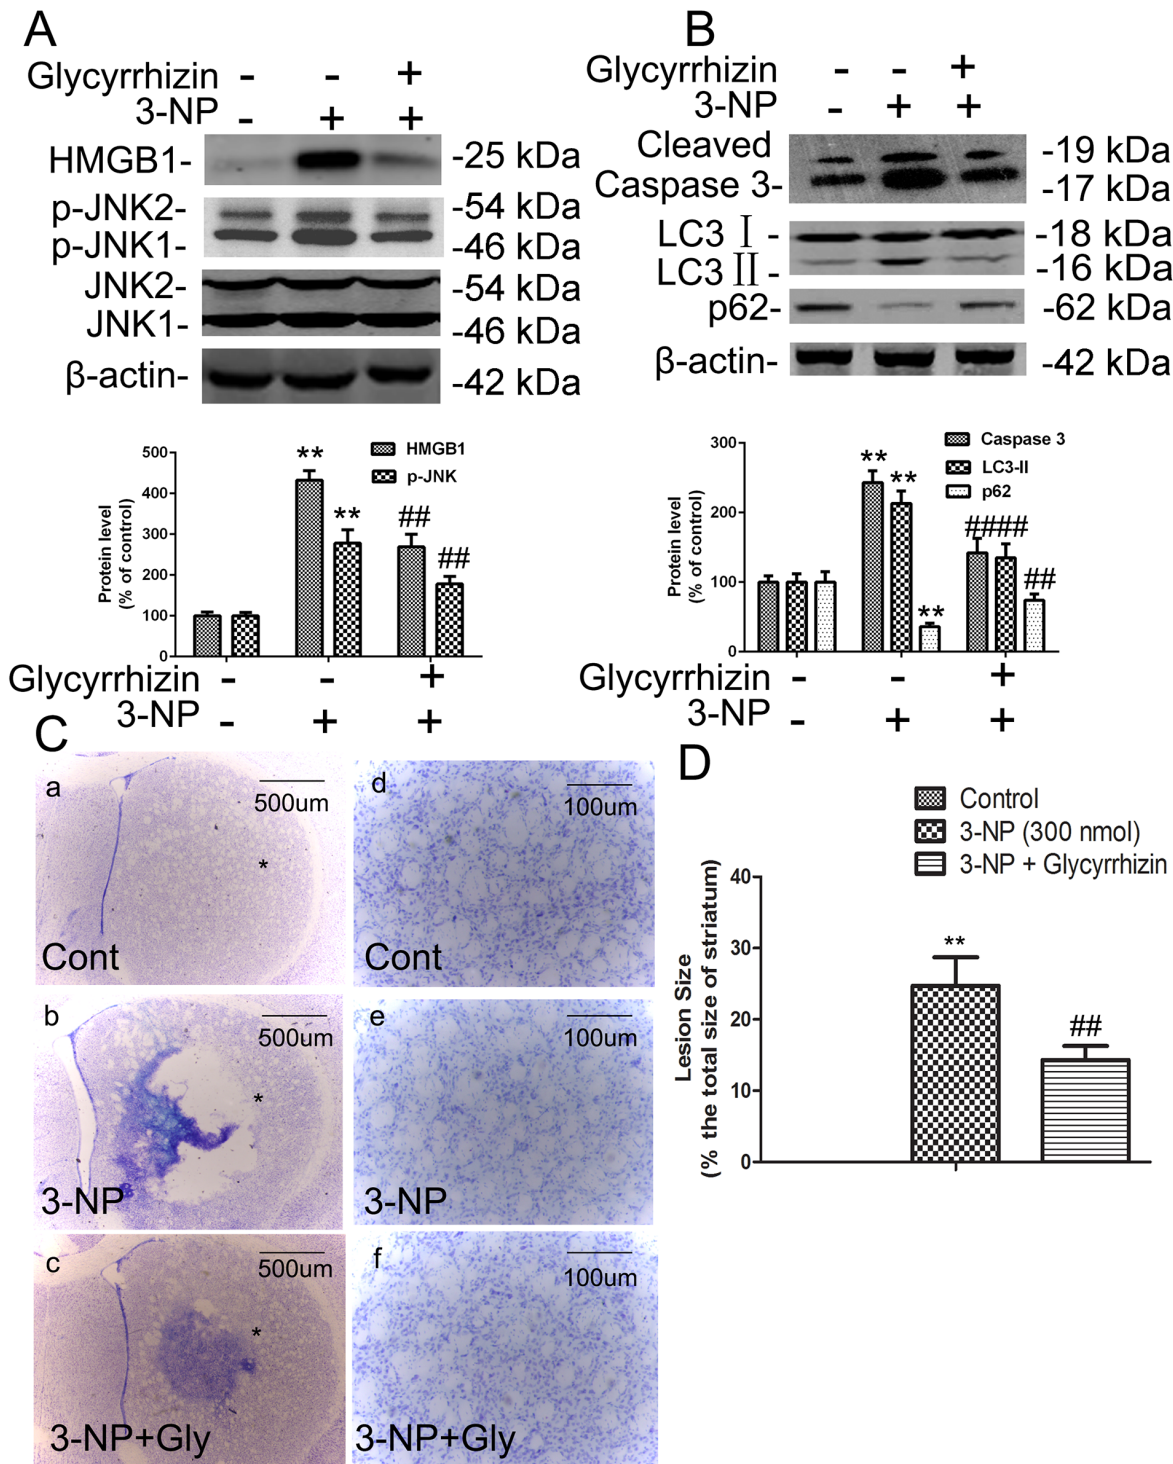 A
Glycyrrhizin - - +
3-NP - + +
HMGB1- -25 kDa
p-JNK2- -54 kDa
p-JNK1- -46 kDa
JNK2- -54 kDa
JNK1- -46 kDa
β-actin- -42 kDa
Protein level
(% of control)
500
400
300
200
100
0
HMGB1
p-JNK
**
**
##
##
Glycyrrhizin - - +
3-NP - + +
B
Glycyrrhizin - - +
3-NP - + +
Cleaved -19 kDa
Caspase 3- -17 kDa
LC3 Ⅰ - -18 kDa
LC3 Ⅱ - -16 kDa
p62- -62 kDa
β-actin- -42 kDa
Protein level
(% of control)
300
200
100
0
Caspase 3
LC3-II
p62
**
**
**
####
##
Glycyrrhizin - - +
3-NP - + +
C
a
500um
*
Cont
d
100um
Cont
b
500um
*
3-NP
e
100um
3-NP
c
500um
*
3-NP+Gly
f
100um
3-NP+Gly
D
Control
3-NP (300 nmol)
3-NP + Glycyrrhizin
Lesion Size
(% the total size of striatum)
40
30
20
10
0
**
##